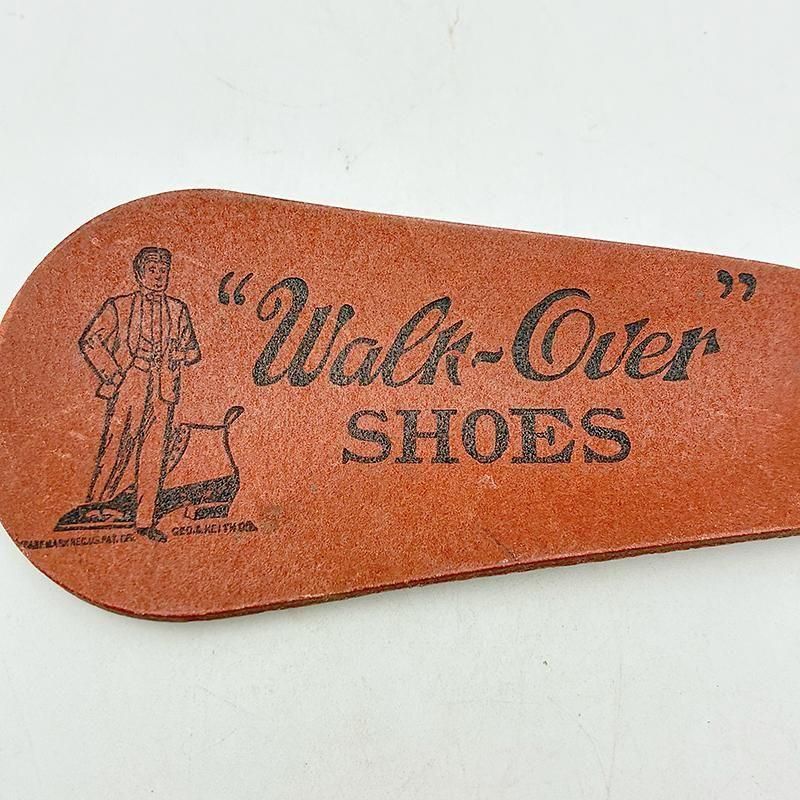 “Walk-Over”
SHOES
TRADE MARK REG. U.S. PAT. OFF.
GEO. E. KEITH CO.